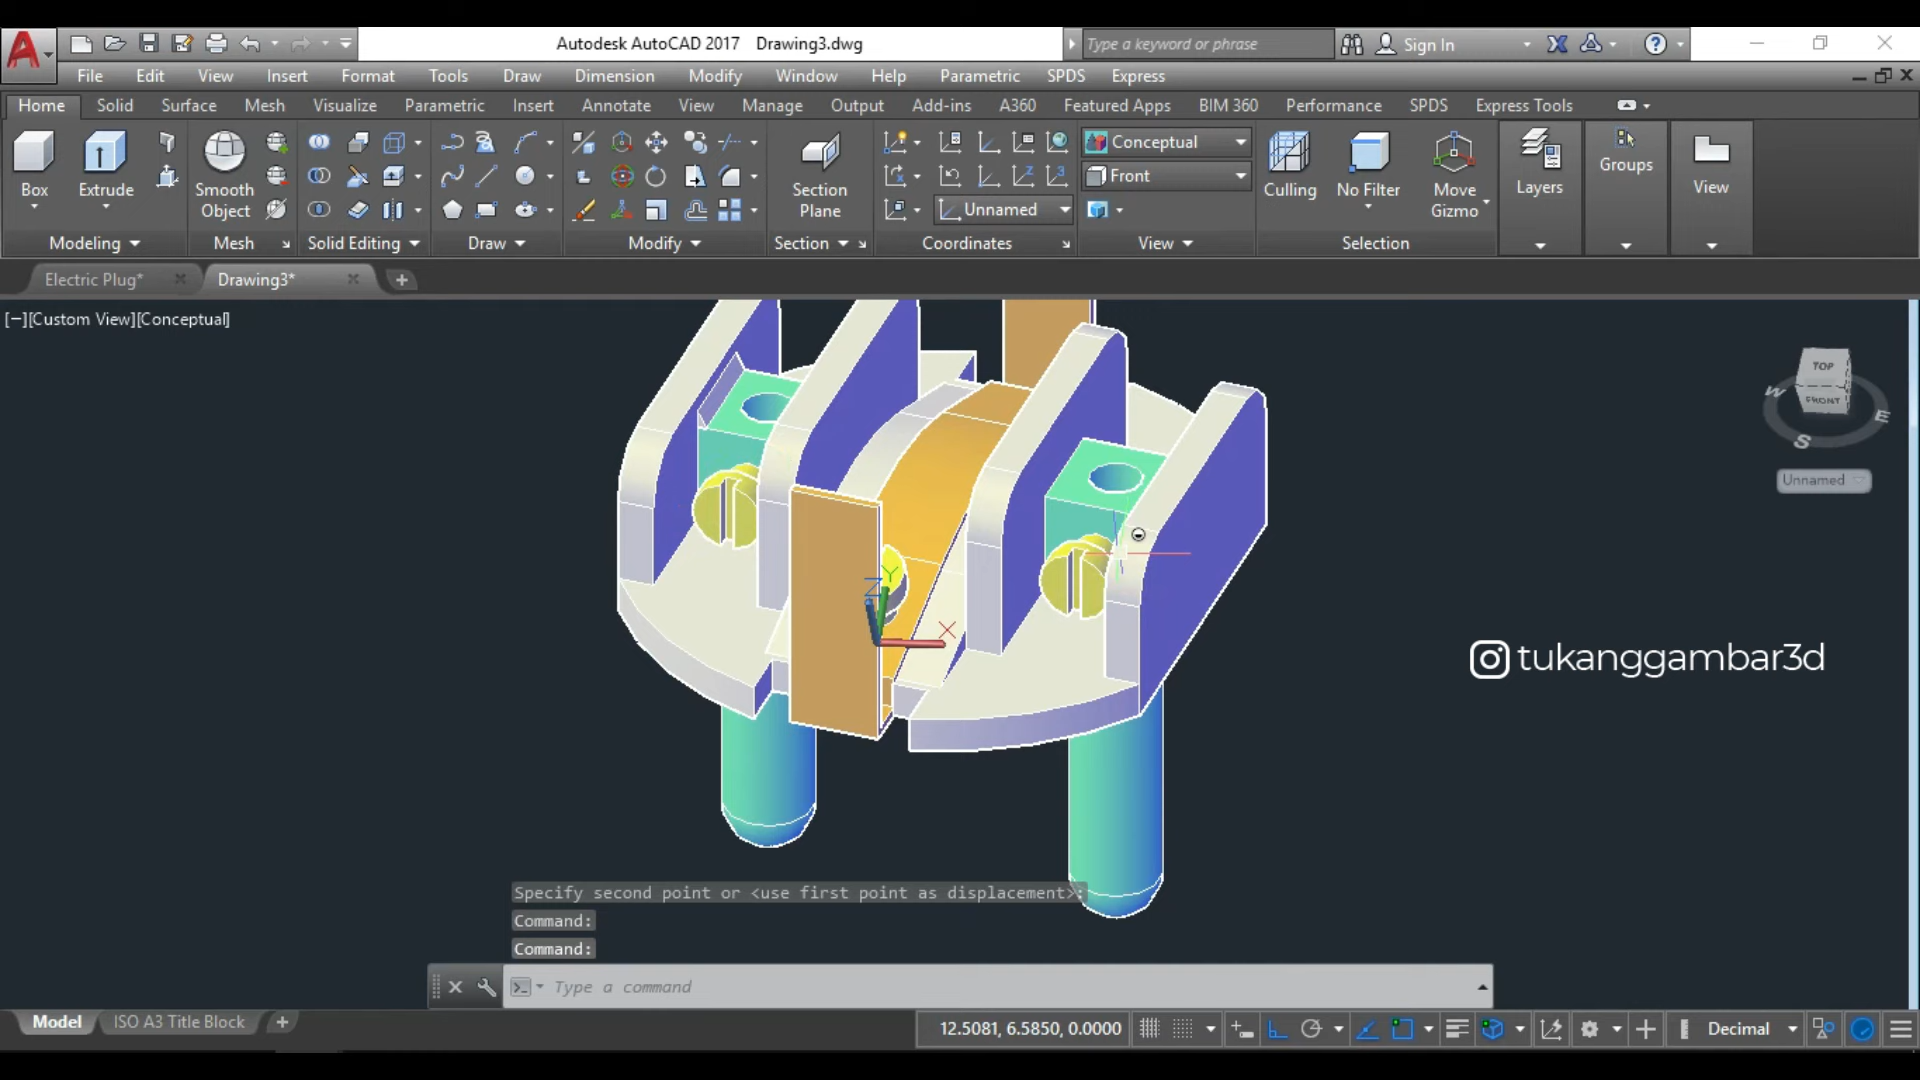 Autodesk AutoCAD 2017 Drawing3.dwg
Type a keyword or phrase
Sign In
File Edit View Insert Format Tools Draw Dimension Modify Window Help Parametric SPDS Express
Home Solid Surface Mesh Visualize Parametric Insert Annotate View Manage Output Add-ins A360 Featured Apps BIM 360 Performance SPDS Express Tools
Box
Extrude
Smooth
Object
Section
Plane
Conceptual
Front
Unnamed
Culling
No Filter
Move
Gizmo
Layers
Groups
View
Modeling Mesh Solid Editing Draw Modify Section Coordinates View Selection
Electric Plug* Drawing3*
[−][Custom View][Conceptual]
TOP
FRONT
W
S
E
Unnamed
Z
Y
X
tukanggambar3d
Specify second point or <use first point as displacement>:
Command:
Command:
Type a command
Model ISO A3 Title Block
12.5081, 6.5850, 0.0000
Decimal